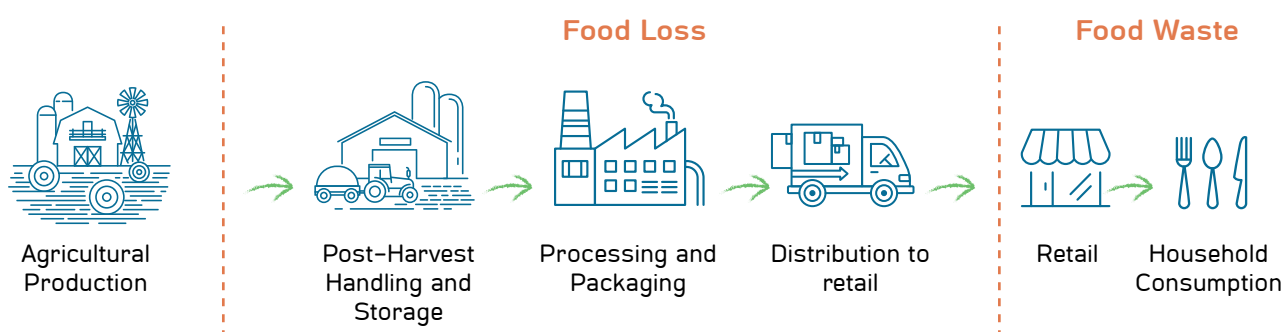 Food Loss
Food Waste
Agricultural
Production
Post-Harvest
Handling and
Storage
Processing and
Packaging
Distribution to
retail
Retail
Household
Consumption